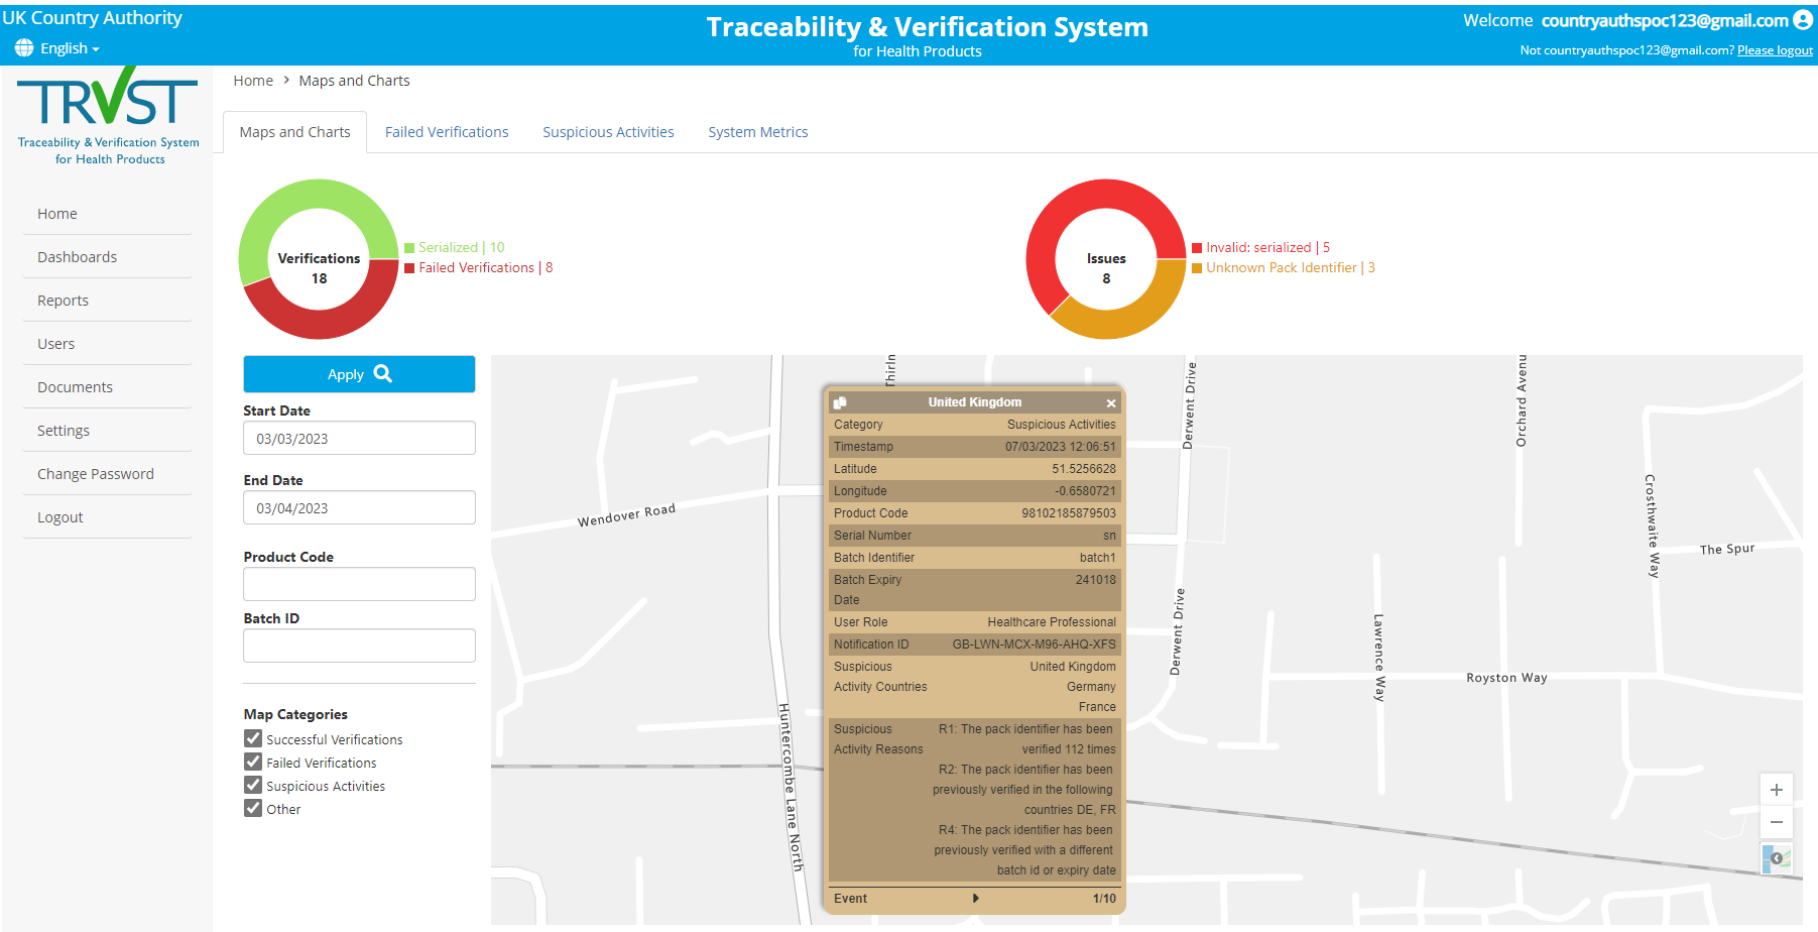 UK Country Authority
English
Traceability & Verification System
for Health Products
Welcome countryauthspoc123@gmail.com
Not countryauthspoc123@gmail.com? Please logout
TRVST
Traceability & Verification System
for Health Products
Home
Dashboards
Reports
Users
Documents
Settings
Change Password
Logout
Home > Maps and Charts
Maps and Charts
Failed Verifications
Suspicious Activities
System Metrics
Verifications
18
Serialized | 10
Failed Verifications | 8
Issues
8
Invalid: serialized | 5
Unknown Pack Identifier | 3
Apply
Start Date
03/03/2023
End Date
03/04/2023
Product Code
Batch ID
Map Categories
Successful Verifications
Failed Verifications
Suspicious Activities
Other
United Kingdom
Category Suspicious Activities
Timestamp 07/03/2023 12:06:51
Latitude 51.5256628
Longitude -0.6580721
Product Code 98102185879503
Serial Number sn
Batch Identifier batch1
Batch Expiry 241018
Date
User Role Healthcare Professional
Notification ID GB-LWN-MCX-M96-AHQ-XFS
Suspicious United Kingdom
Activity Countries Germany
France
Suspicious R1: The pack identifier has been
Activity Reasons verified 112 times
R2: The pack identifier has been
previously verified in the following
countries DE, FR
R4: The pack identifier has been
previously verified with a different
batch id or expiry date
Event 1/10
Wendover Road
Huntercombe Lane North
Thirln
Derwent Drive
Derwent Drive
Orchard Avenu
Crosthwaite Way
The Spur
Lawrence Way
Royston Way